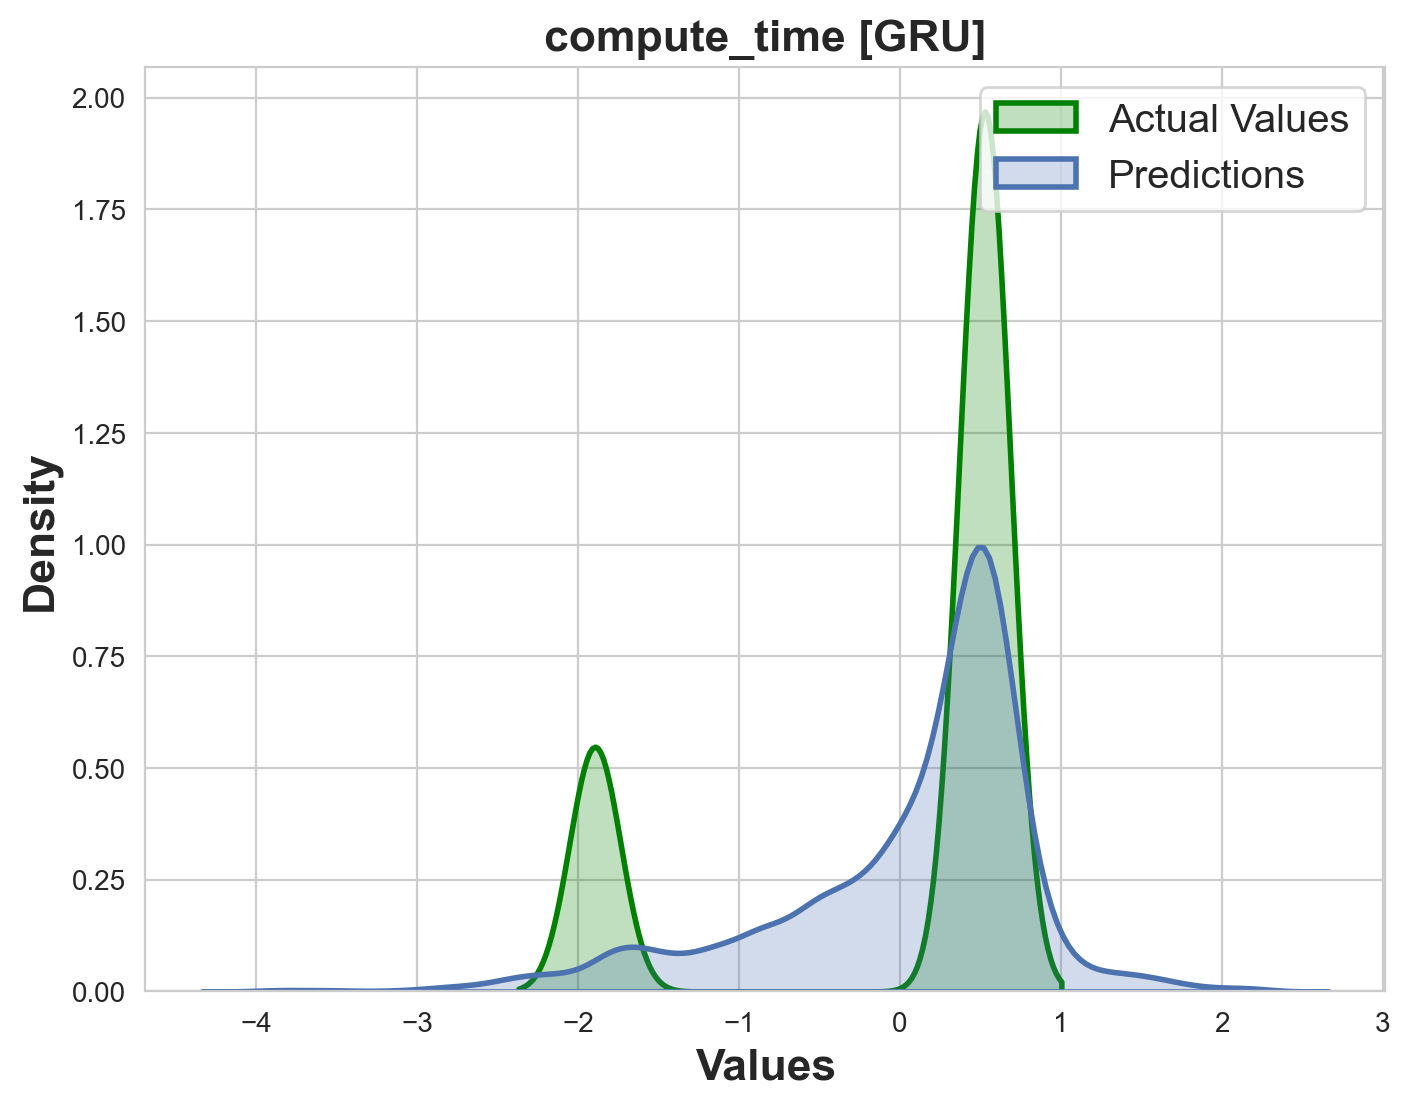 compute_time [GRU]
Actual Values
Predictions
Density
2.00
1.75
1.50
1.25
1.00
0.75
0.50
0.25
0.00
−4 −3 −2 −1 0 1 2 3
Values